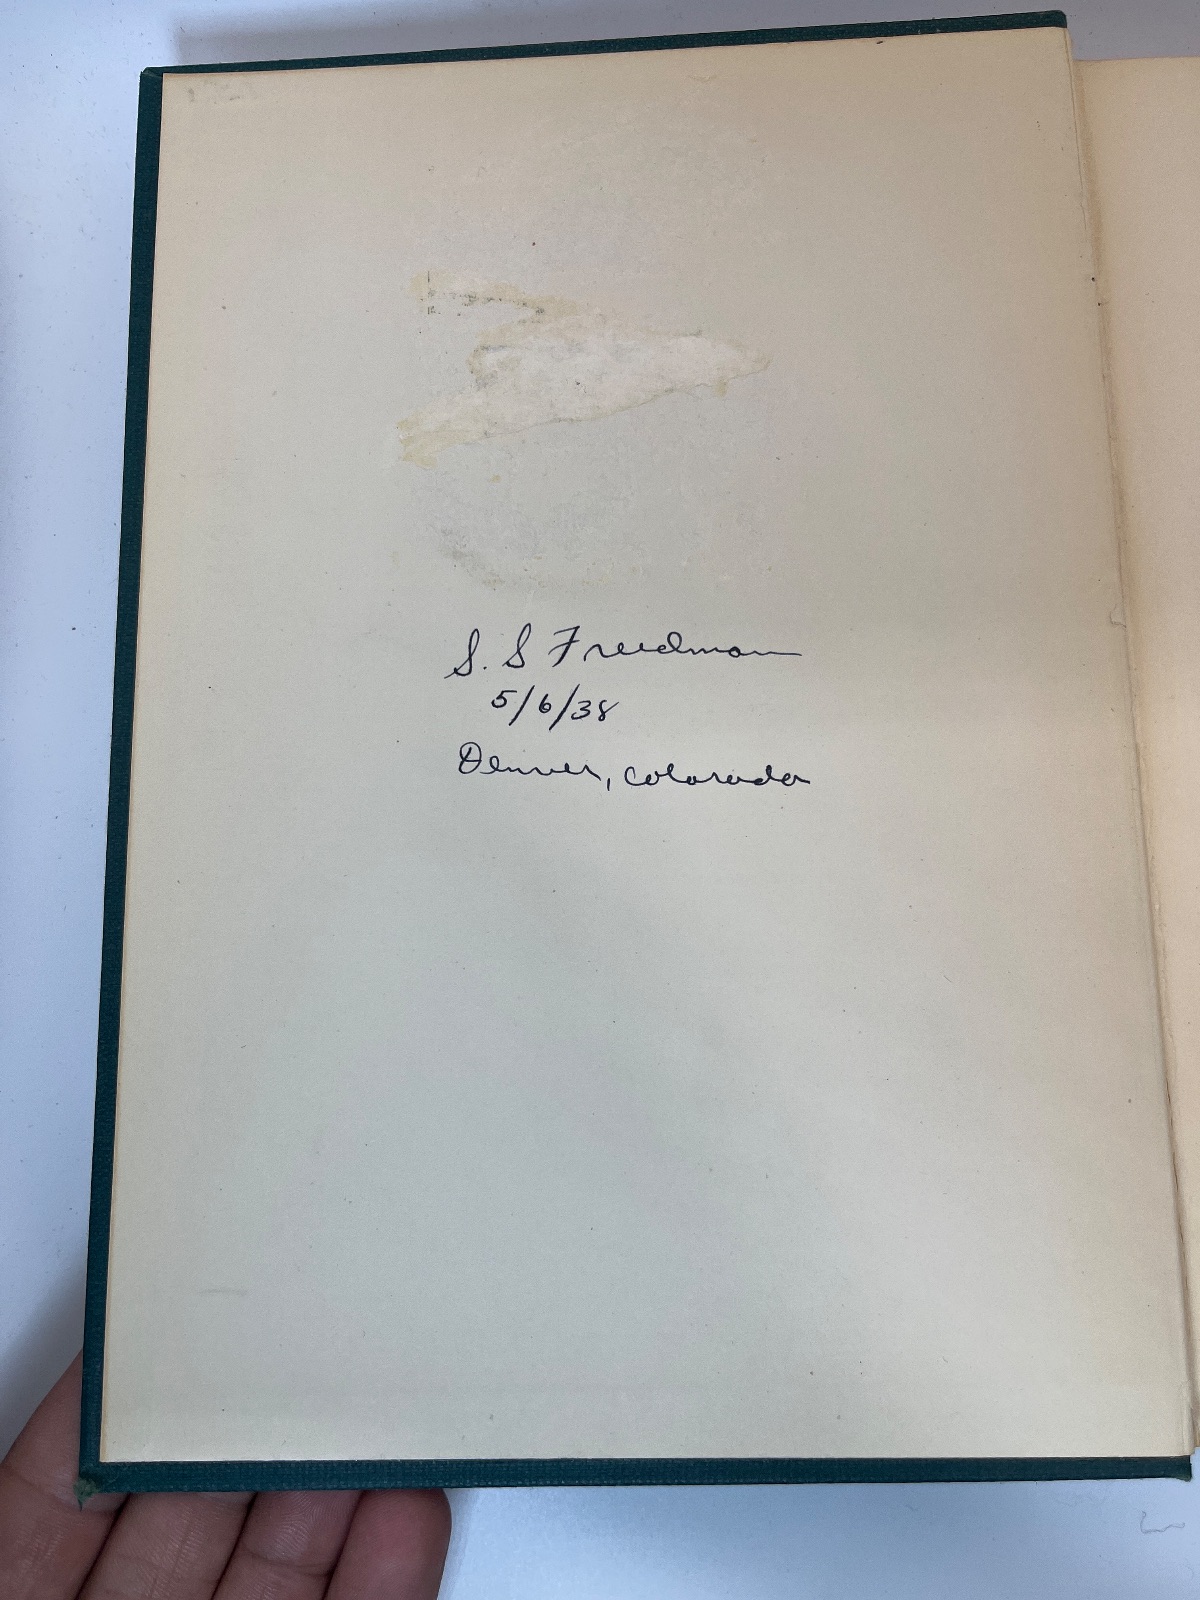 S. S Freedman
5/6/38
Denver, Colorado